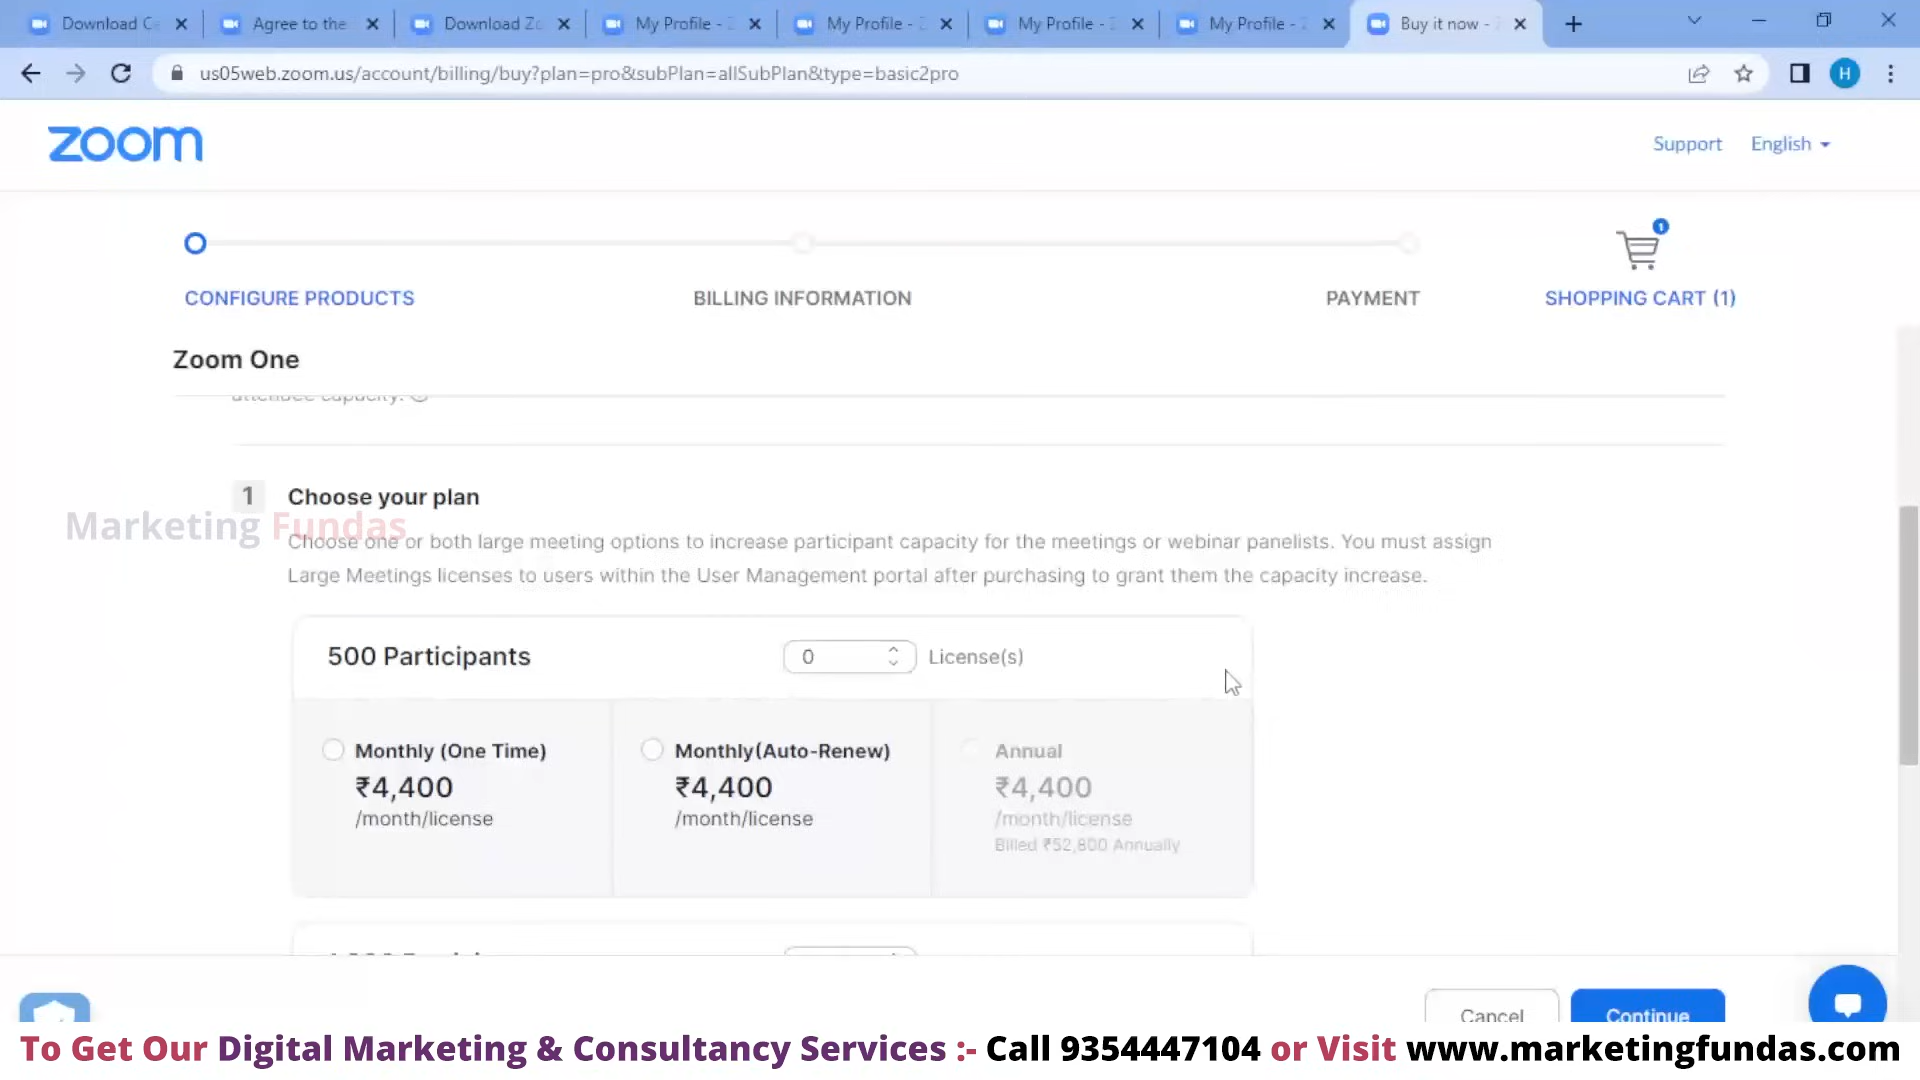 Download Ce
Agree to the
Download Zo
My Profile - Z
My Profile - Z
My Profile - Z
My Profile - Z
Buy it now -
us05web.zoom.us/account/billing/buy?plan=pro&subPlan=allSubPlan&type=basic2pro
H
zoom
Support
English
1
CONFIGURE PRODUCTS
BILLING INFORMATION
PAYMENT
SHOPPING CART (1)
Zoom One
attendee capacity.
1
Choose your plan
Marketing Fundas
Choose one or both large meeting options to increase participant capacity for the meetings or webinar panelists. You must assign
Large Meetings licenses to users within the User Management portal after purchasing to grant them the capacity increase.
500 Participants
0
License(s)
Monthly (One Time)
₹4,400
/month/license
Monthly(Auto-Renew)
₹4,400
/month/license
Annual
₹4,400
/month/license
Billed ₹52,800 Annually
Cancel
Continue
To Get Our Digital Marketing & Consultancy Services :- Call 9354447104 or Visit www.marketingfundas.com